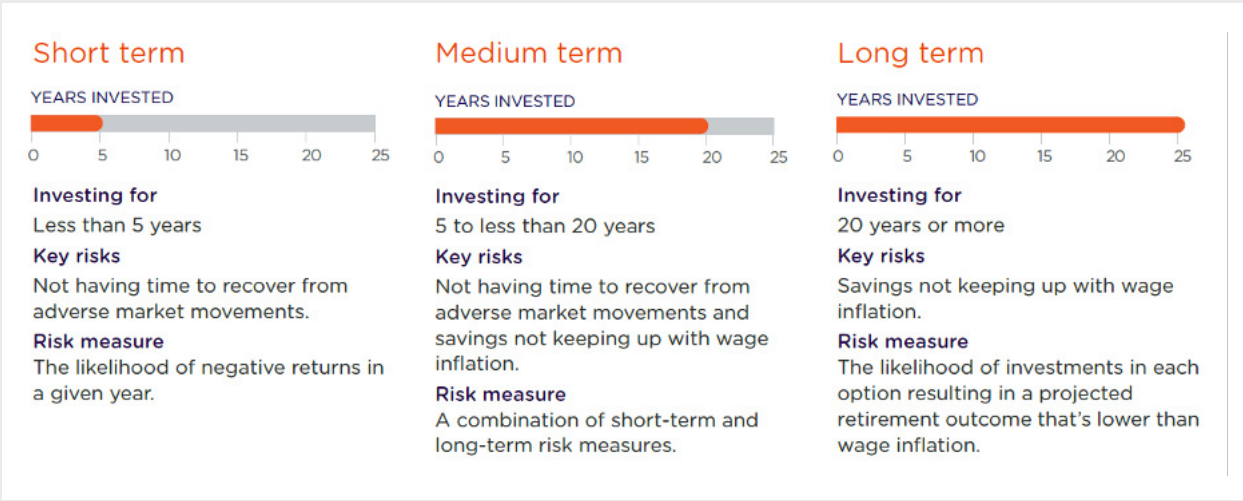 Short term
YEARS INVESTED
0 5 10 15 20 25
Investing for
Less than 5 years
Key risks
Not having time to recover from
adverse market movements.
Risk measure
The likelihood of negative returns in
a given year.
Medium term
YEARS INVESTED
0 5 10 15 20 25
Investing for
5 to less than 20 years
Key risks
Not having time to recover from
adverse market movements and
savings not keeping up with wage
inflation.
Risk measure
A combination of short-term and
long-term risk measures.
Long term
YEARS INVESTED
0 5 10 15 20 25
Investing for
20 years or more
Key risks
Savings not keeping up with wage
inflation.
Risk measure
The likelihood of investments in each
option resulting in a projected
retirement outcome that's lower than
wage inflation.